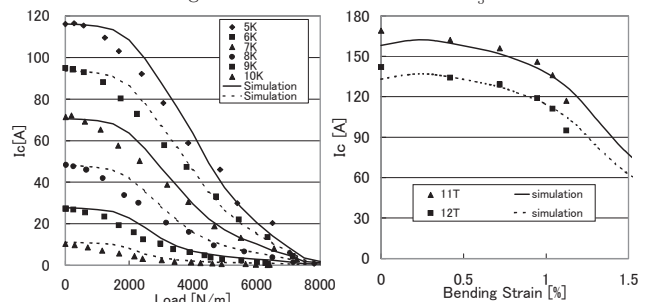 120
100
80
60
40
20
0
Ic[A]
5K
6K
7K
8K
9K
10K
Simulation
Simulation
0 2000 4000 6000 8000
Load [N/m]
180
150
120
90
60
30
0
Ic [A]
11T simulation
12T simulation
0 0.5 1 1.5
Bending Strain [%]